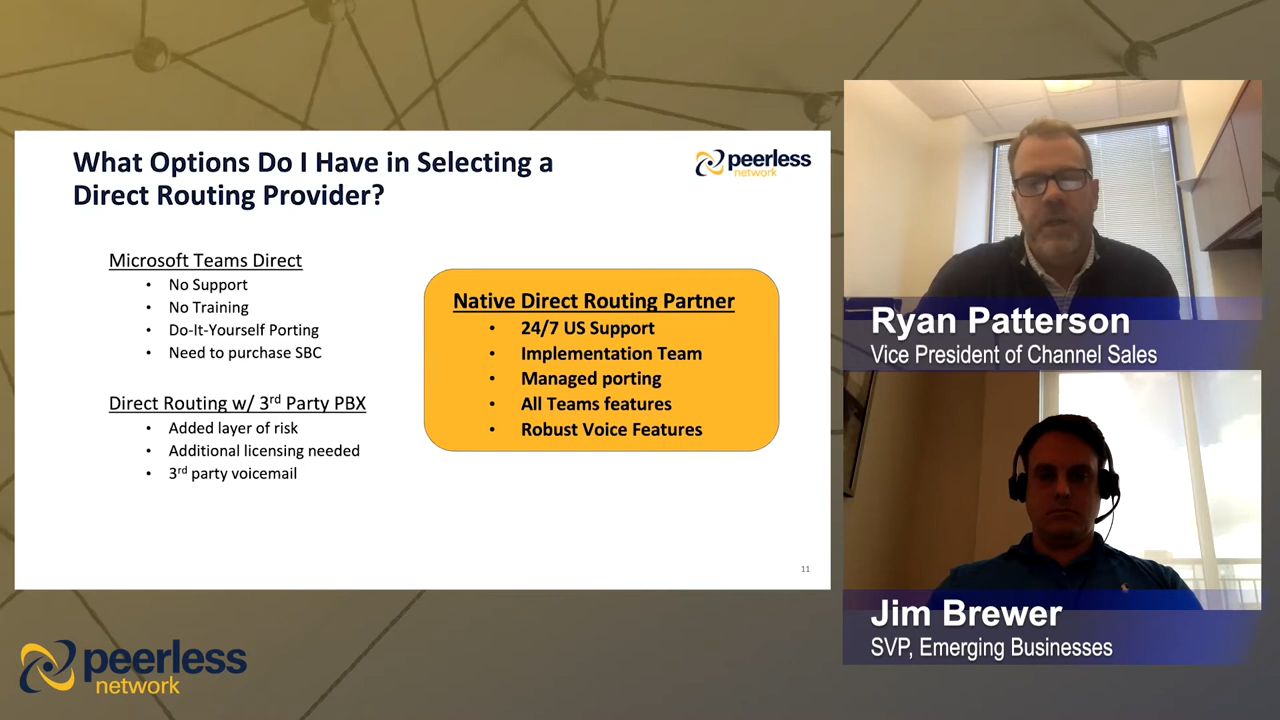 What Options Do I Have in Selecting a
Direct Routing Provider?
peerless
network
Microsoft Teams Direct
• No Support
• No Training
• Do-It-Yourself Porting
• Need to purchase SBC
Direct Routing w/ 3rd Party PBX
• Added layer of risk
• Additional licensing needed
• 3rd party voicemail
Native Direct Routing Partner
• 24/7 US Support
• Implementation Team
• Managed porting
• All Teams features
• Robust Voice Features
11
Ryan Patterson
Vice President of Channel Sales
Jim Brewer
SVP, Emerging Businesses
peerless
network